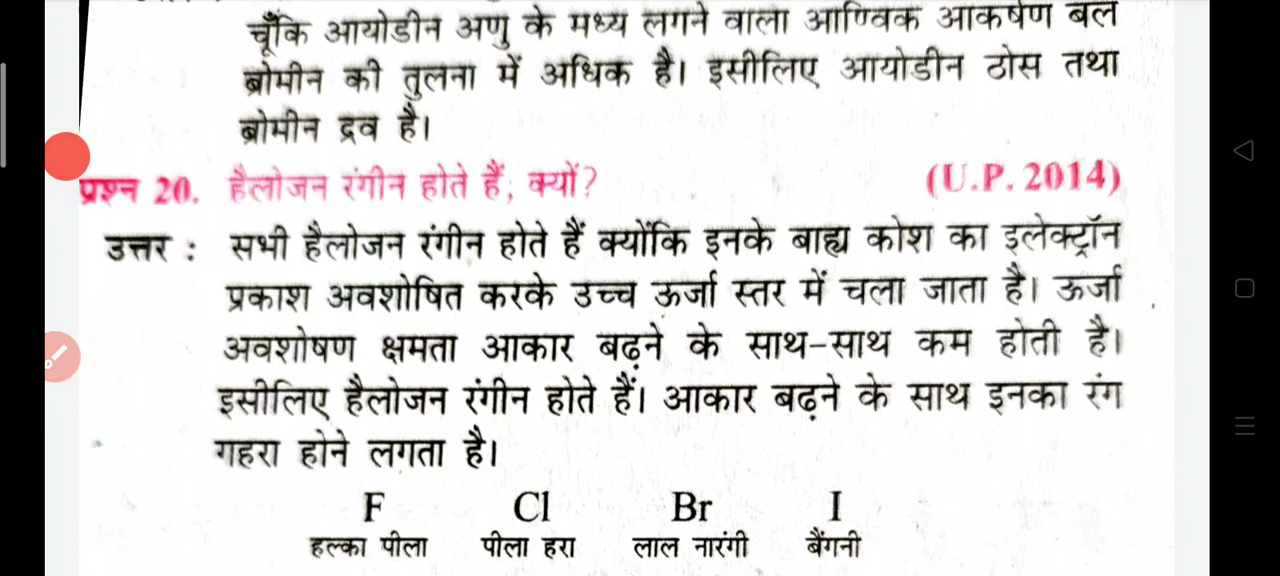 चूँकि आयोडीन अणु के मध्य लगने वाला आण्विक आकर्षण बल
ब्रोमीन की तुलना में अधिक है। इसीलिए आयोडीन ठोस तथा
ब्रोमीन द्रव है।
प्रश्न 20. हैलोजन रंगीन होते हैं, क्यों? (U.P. 2014)
उत्तर : सभी हैलोजन रंगीन होते हैं क्योंकि इनके बाह्य कोश का इलेक्ट्रॉन
प्रकाश अवशोषित करके उच्च ऊर्जा स्तर में चला जाता है। ऊर्जा
अवशोषण क्षमता आकार बढ़ने के साथ-साथ कम होती है।
इसीलिए हैलोजन रंगीन होते हैं। आकार बढ़ने के साथ इनका रंग
गहरा होने लगता है।
F Cl Br I
हल्का पीला पीला हरा लाल नारंगी बैंगनी